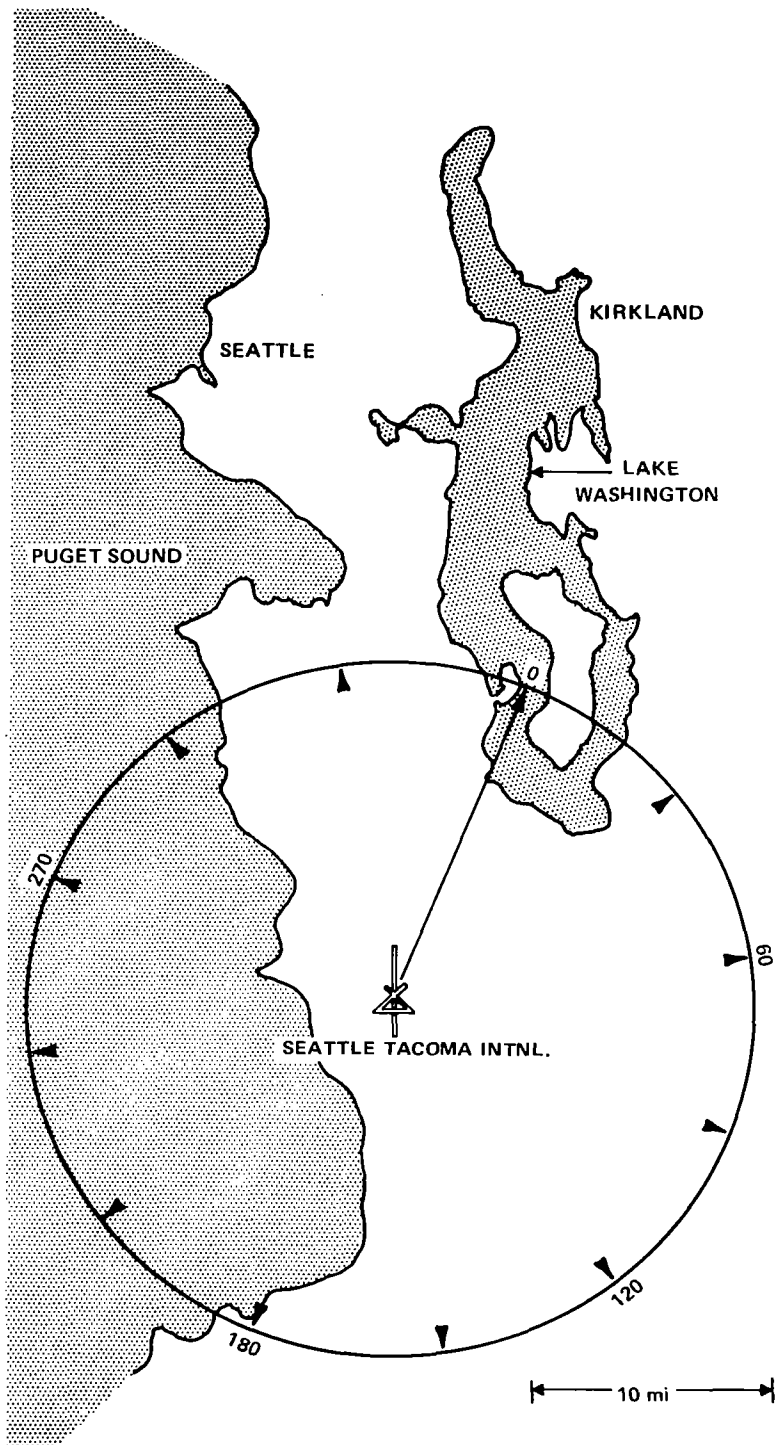 KIRKLAND
SEATTLE
LAKE
WASHINGTON
PUGET SOUND
0
270
60
SEATTLE TACOMA INTNL.
120
180
10 mi